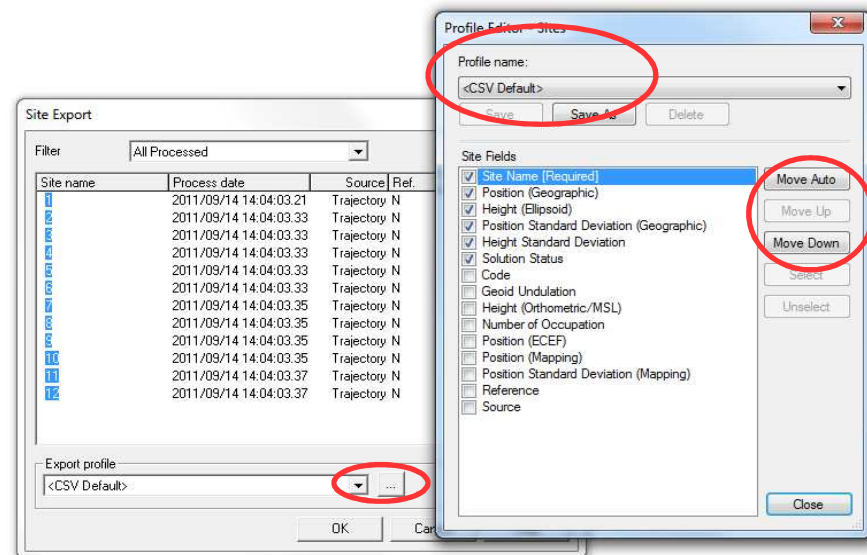 Site Export
Filter All Processed
Site name Process date Source Ref.
1 2011/09/14 14:04:03.21 Trajectory N
2 2011/09/14 14:04:03.33 Trajectory N
3 2011/09/14 14:04:03.33 Trajectory N
4 2011/09/14 14:04:03.33 Trajectory N
5 2011/09/14 14:04:03.33 Trajectory N
6 2011/09/14 14:04:03.33 Trajectory N
7 2011/09/14 14:04:03.35 Trajectory N
8 2011/09/14 14:04:03.35 Trajectory N
9 2011/09/14 14:04:03.35 Trajectory N
10 2011/09/14 14:04:03.35 Trajectory N
11 2011/09/14 14:04:03.37 Trajectory N
12 2011/09/14 14:04:03.37 Trajectory N
Export profile
<CSV Default>
...
OK Can
Profile Editor - Sites
Profile name:
<CSV Default>
Save Save As Delete
Site Fields
Site Name [Required]
Position (Geographic)
Height (Ellipsoid)
Position Standard Deviation (Geographic)
Height Standard Deviation
Solution Status
Code
Geoid Undulation
Height (Orthometric/MSL)
Number of Occupation
Position (ECEF)
Position (Mapping)
Position Standard Deviation (Mapping)
Reference
Source
Move Auto
Move Up
Move Down
Select
Unselect
Close